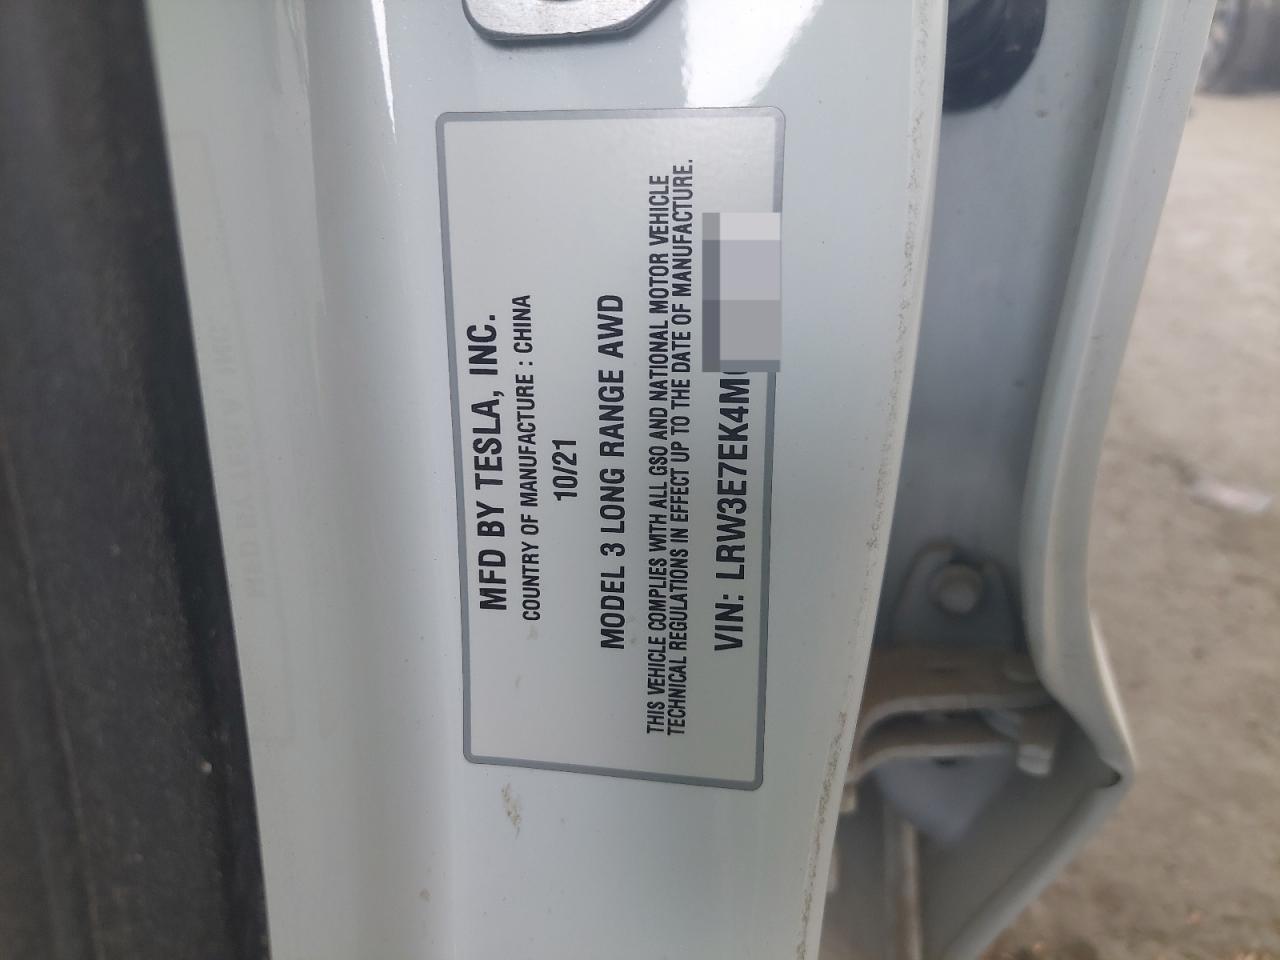 MFD BY TESLA, INC.
COUNTRY OF MANUFACTURE : CHINA
10/21
MODEL 3 LONG RANGE AWD
THIS VEHICLE COMPLIES WITH ALL GSO AND NATIONAL MOTOR VEHICLE
TECHNICAL REGULATIONS IN EFFECT UP TO THE DATE OF MANUFACTURE.
VIN: LRW3E7EK4M